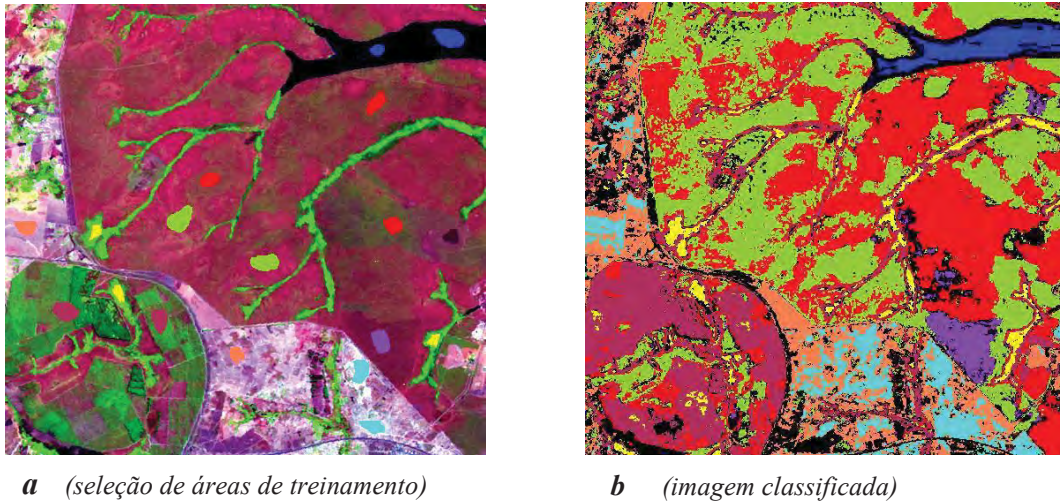 a (seleção de áreas de treinamento)
b (imagem classificada)